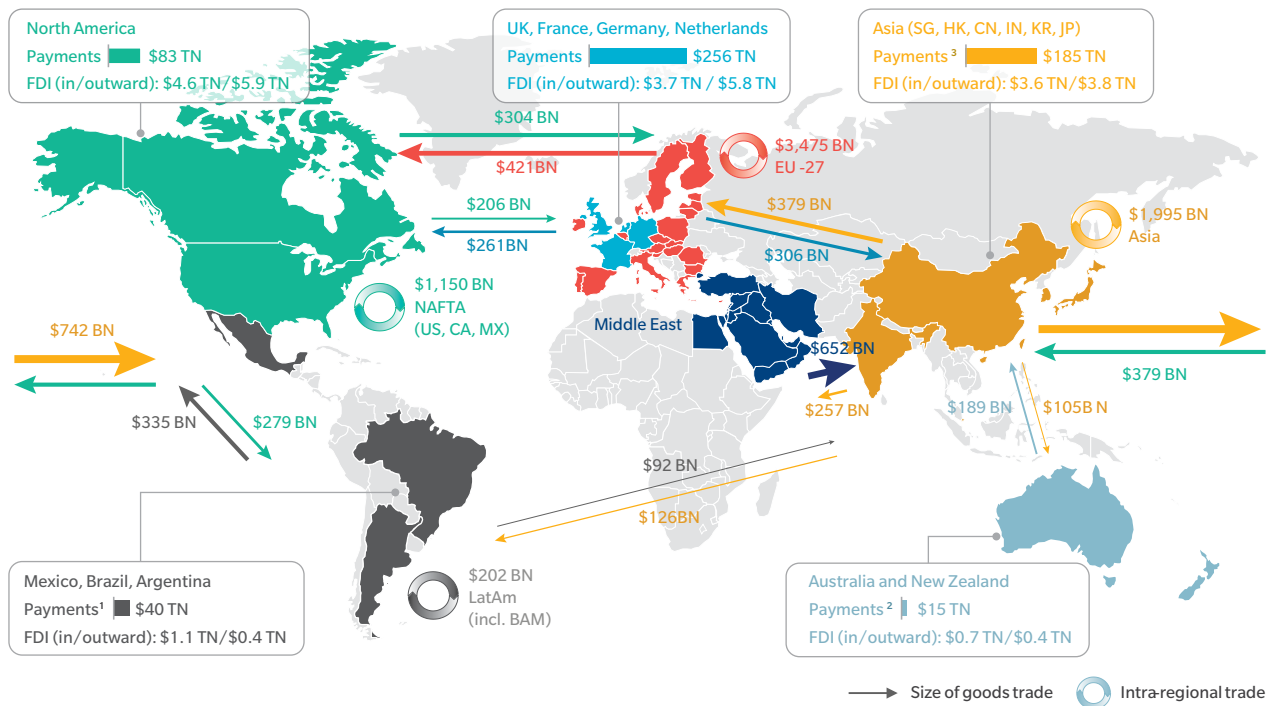 North America
Payments $83 TN
FDI (in/outward): $4.6 TN/$5.9 TN
UK, France, Germany, Netherlands
Payments $256 TN
FDI (in/outward): $3.7 TN / $5.8 TN
Asia (SG, HK, CN, IN, KR, JP)
Payments ³ $185 TN
FDI (in/outward): $3.6 TN/$3.8 TN
$304 BN
$421BN
$3,475 BN
EU -27
$206 BN
$261BN
$379 BN
$306 BN
$1,995 BN
Asia
$1,150 BN
NAFTA
(US, CA, MX)
Middle East
$652 BN
$257 BN
$742 BN
$379 BN
$335 BN
$279 BN
$189 BN
$105B N
$92 BN
$126BN
Mexico, Brazil, Argentina
Payments¹ $40 TN
FDI (in/outward): $1.1 TN/$0.4 TN
$202 BN
LatAm
(incl. BAM)
Australia and New Zealand
Payments ² $15 TN
FDI (in/outward): $0.7 TN/$0.4 TN
Size of goods trade
Intra-regional trade